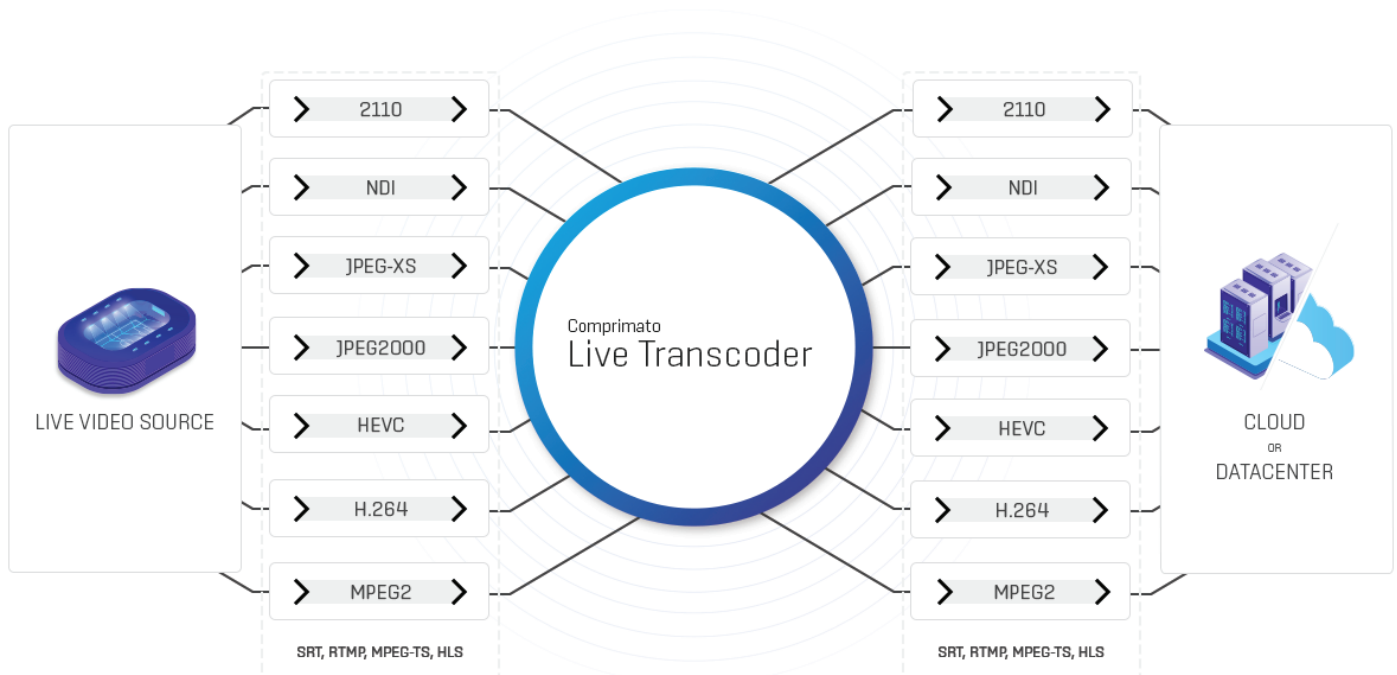 LIVE VIDEO SOURCE
2110
NDI
JPEG-XS
JPEG2000
HEVC
H.264
MPEG2
SRT, RTMP, MPEG-TS, HLS
Comprimato
Live Transcoder
2110
NDI
JPEG-XS
JPEG2000
HEVC
H.264
MPEG2
SRT, RTMP, MPEG-TS, HLS
CLOUD
OR
DATACENTER